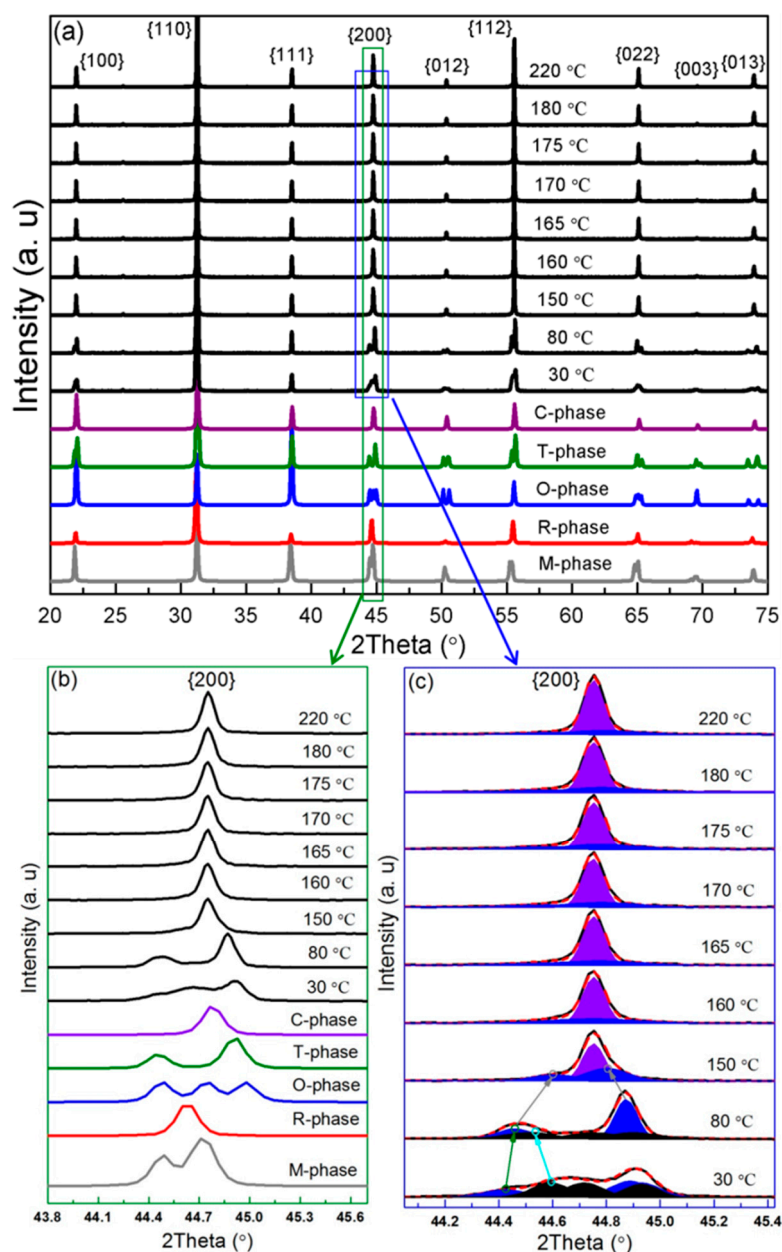 (a)
{100}
{110}
{111}
{200}
{012}
{112}
{022}
{003}
{013}
220 °C
180 °C
175 °C
170 °C
165 °C
160 °C
150 °C
80 °C
30 °C
C-phase
T-phase
O-phase
R-phase
M-phase
Intensity (a. u)
20 25 30 35 40 45 50 55 60 65 70 75
2Theta (°)
(b)
{200}
220 °C
180 °C
175 °C
170 °C
165 °C
160 °C
150 °C
80 °C
30 °C
C-phase
T-phase
O-phase
R-phase
M-phase
Intensity (a. u)
43.8 44.1 44.4 44.7 45.0 45.3 45.6
2Theta (°)
(c)
{200}
220 °C
180 °C
175 °C
170 °C
165 °C
160 °C
150 °C
80 °C
30 °C
Intensity (a. u)
44.2 44.4 44.6 44.8 45.0 45.2 45.4
2Theta (°)